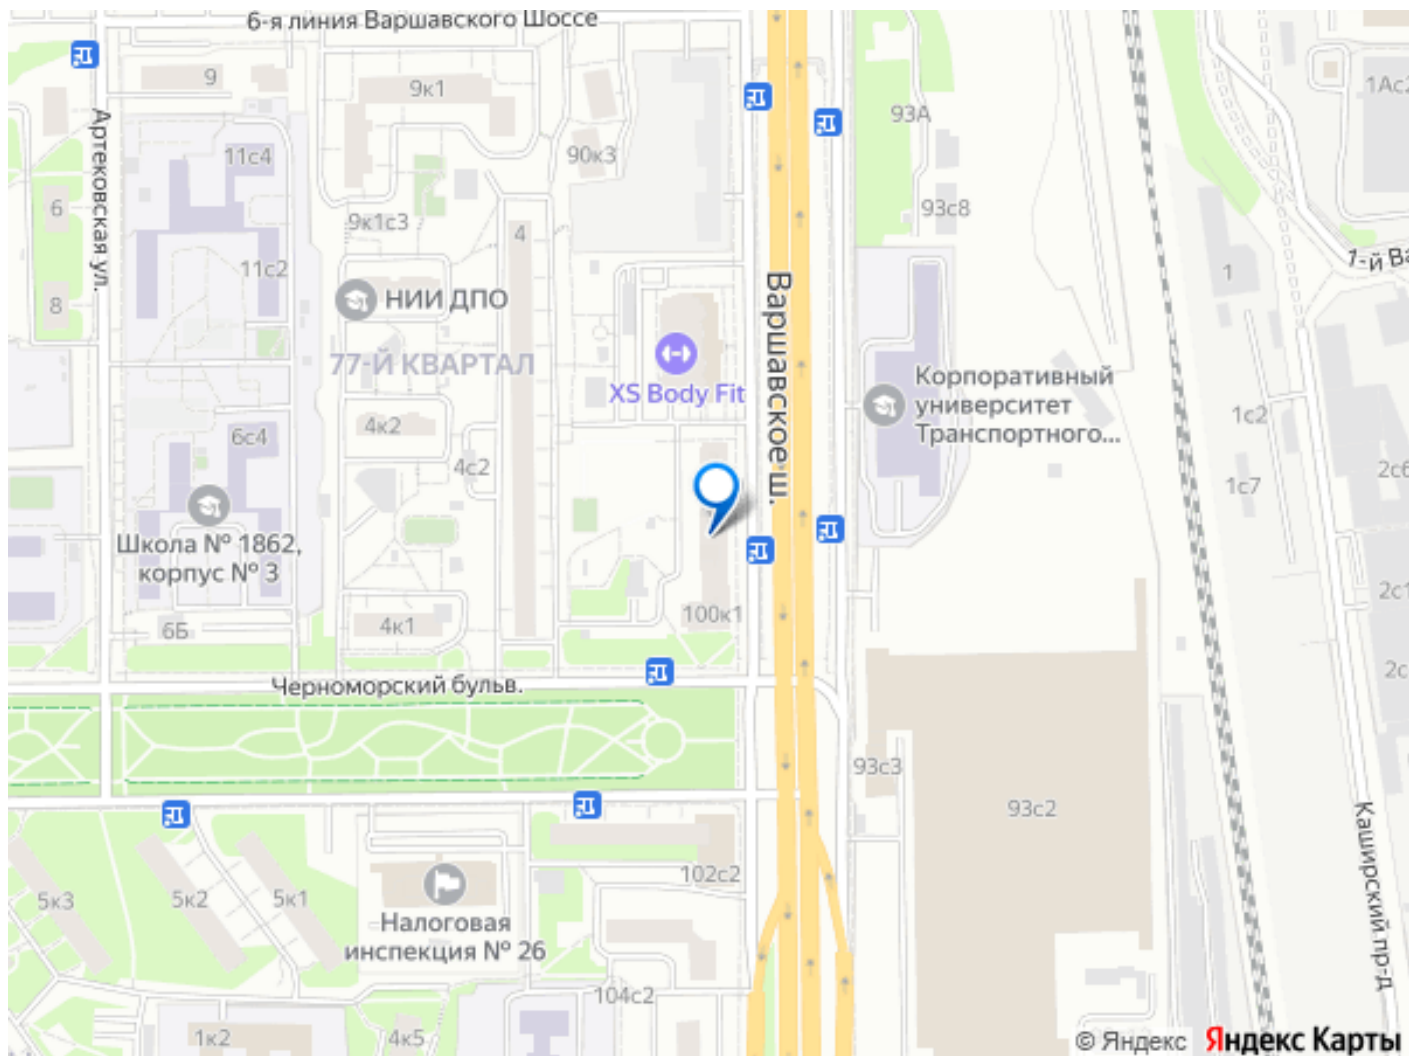 6-я линия Варшавского Шоссе
9
9к1
Артековская ул.
11с4
90к3
93А
1Ас2
6
9к1с3
4
93с8
11с2
1-й Ва
8
НИИ ДПО
Варшавское ш.
1
77-Й КВАРТАЛ
XS Body Fit
Корпоративный
университет
Транспортного...
4к2
1с2
6с4
4с2
2с6
1с7
Школа № 1862,
корпус № 3
2с1
100к1
6Б
4к1
2с
Черноморский бульв.
93с3
93с2
Каширский пр-д
102с2
5к3
5к2
5к1
Налоговая
инспекция № 26
104с2
1к2
4к5
© Яндекс Яндекс Карты